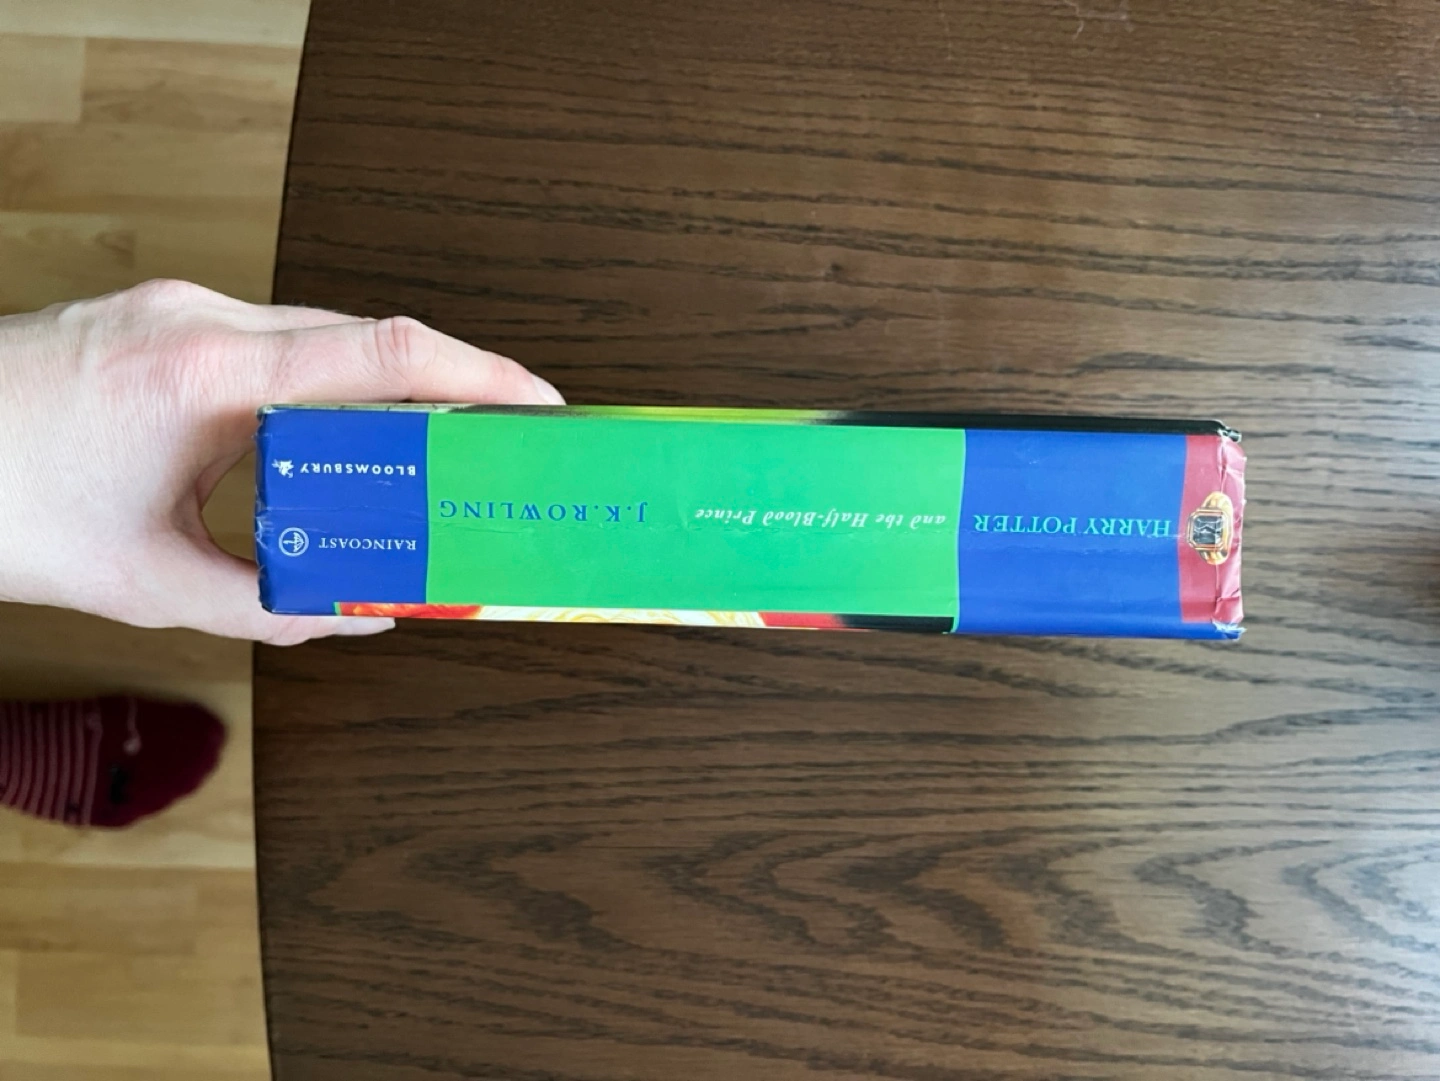 HARRY POTTER
and the Half-Blood Prince
J.K.ROWLING
RAINCOAST
BLOOMSBURY